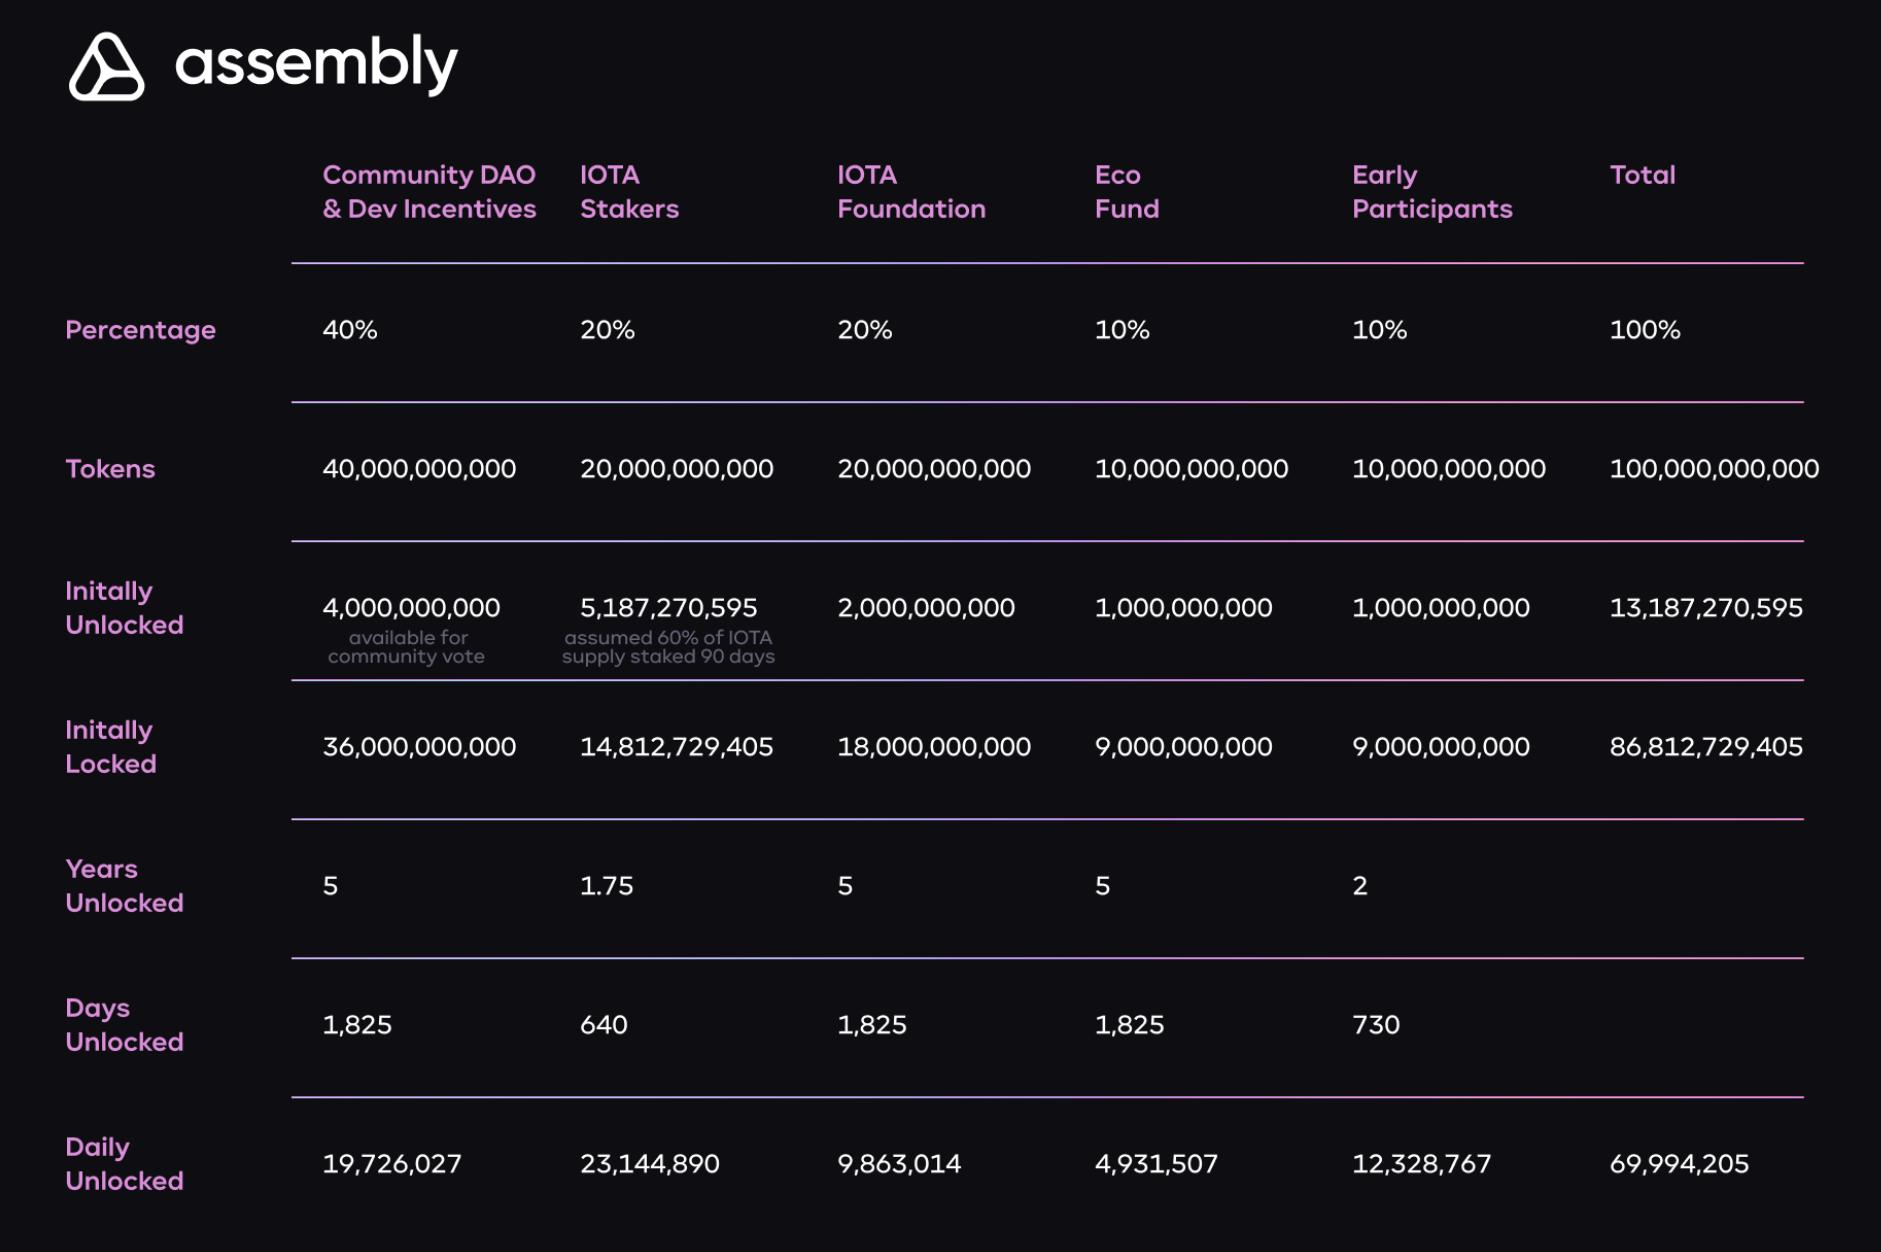 assembly
Community DAO IOTA IOTA Eco Early Total
& Dev Incentives Stakers Foundation Fund Participants
Percentage 40% 20% 20% 10% 10% 100%
Tokens 40,000,000,000 20,000,000,000 20,000,000,000 10,000,000,000 10,000,000,000 100,000,000,000
Initally
Unlocked
4,000,000,000 5,187,270,595 2,000,000,000 1,000,000,000 1,000,000,000 13,187,270,595
available for assumed 60% of IOTA
community vote supply staked 90 days
Initally
Locked
36,000,000,000 14,812,729,405 18,000,000,000 9,000,000,000 9,000,000,000 86,812,729,405
Years
Unlocked
5 1.75 5 5 2
Days
Unlocked
1,825 640 1,825 1,825 730
Daily
Unlocked
19,726,027 23,144,890 9,863,014 4,931,507 12,328,767 69,994,205